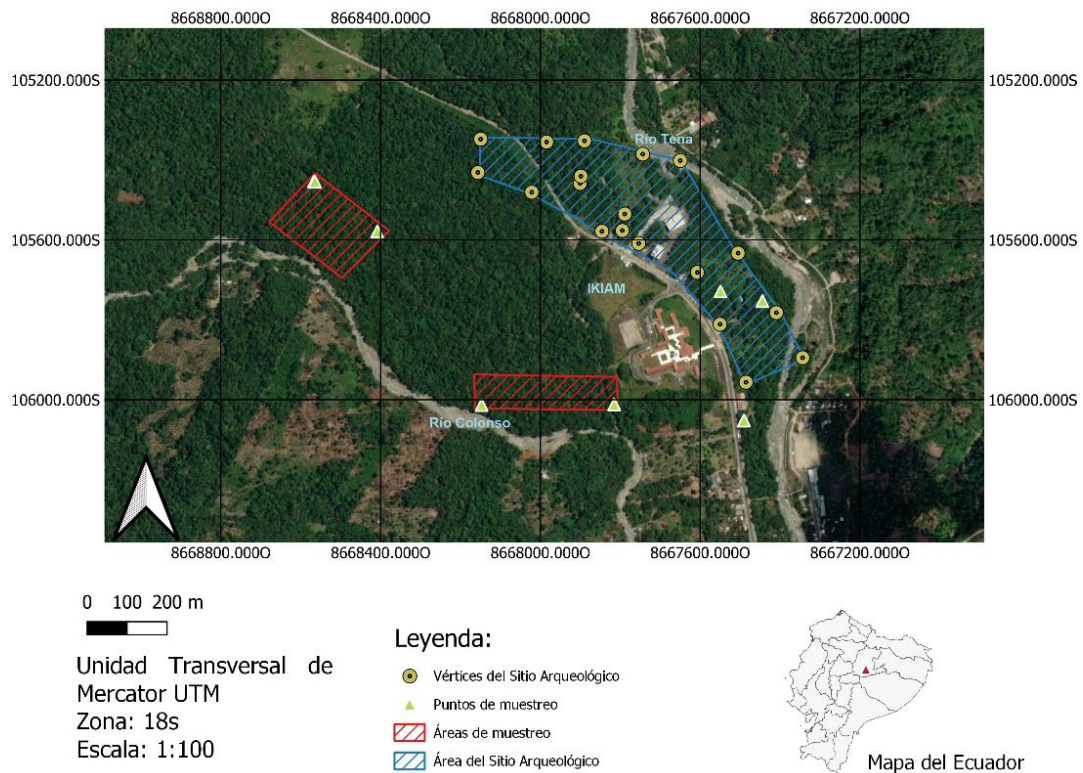 8668800.000O 8668400.000O 8668000.000O 8667600.000O 8667200.000O
105200.000S 105200.000S
Río Tena
105600.000S 105600.000S
IKIAM
106000.000S 106000.000S
Río Colonso
8668800.000O 8668400.000O 8668000.000O 8667600.000O 8667200.000O
0 100 200 m
Unidad Transversal de
Mercator UTM
Zona: 18s
Escala: 1:100
Leyenda:
Vértices del Sitio Arqueológico
Puntos de muestreo
Áreas de muestreo
Área del Sitio Arqueológico
Mapa del Ecuador